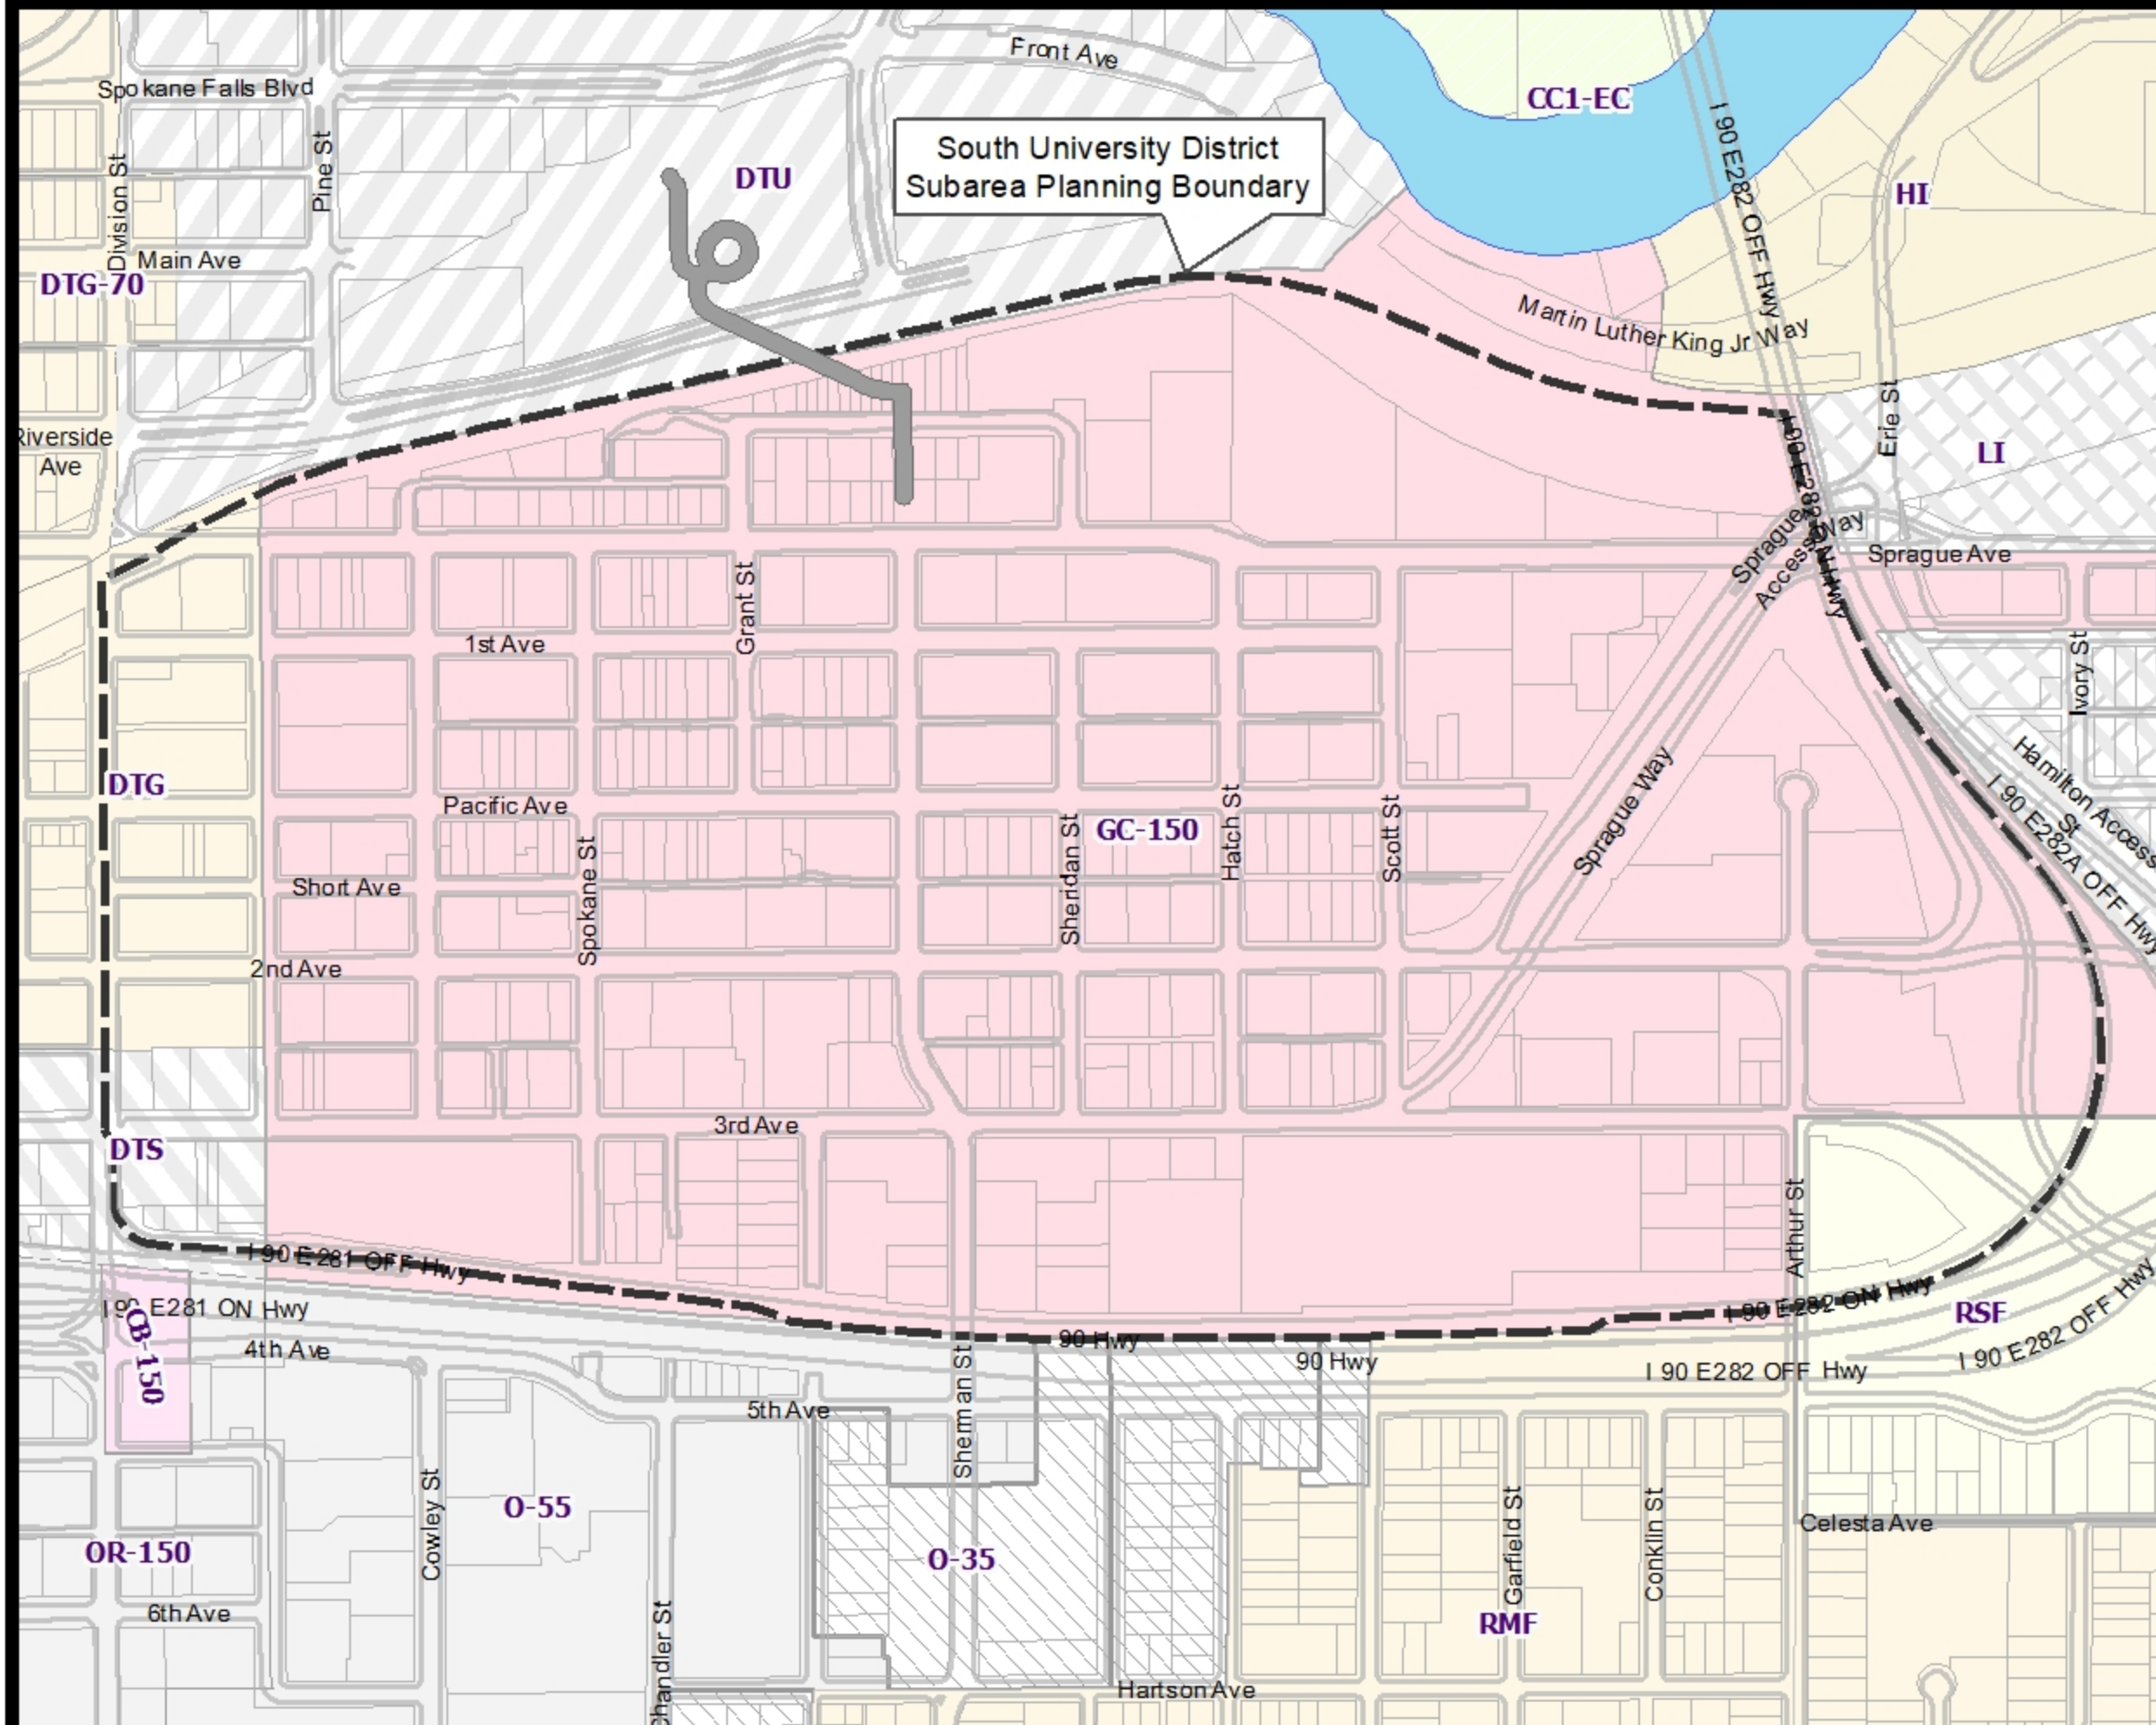 Front Ave
Spokane Falls Blvd
CC1-EC
I 90 E282 OFF Hwy
South University District
Subarea Planning Boundary
Pine St
Division St
DTU
HI
Main Ave
DTG-70
Martin Luther King Jr Way
Erie St
Riverside
Ave
LI
I 90 E282 ON Hwy
Sprague Way
Access
Sprague Ave
Grant St
1st Ave
Ivory St
DTG
Hamilton Access
St
I 90 E282A OFF Hwy
Pacific Ave
Sprague Way
GC-150
Hatch St
Scott St
Sheridan St
Short Ave
Spokane St
2nd Ave
3rd Ave
DTS
Arthur St
I 90 E281 OFF Hwy
I 90 E281 ON Hwy
CB-150
I 90 E282 ON Hwy
RSF
I 90 E282 OFF Hwy
4th Ave
90 Hwy
90 Hwy
I 90 E282 OFF Hwy
5th Ave
Sherman St
Cowley St
O-55
Garfield St
Conklin St
Celesta Ave
OR-150
O-35
6th Ave
RMF
Chandler St
Hartson Ave